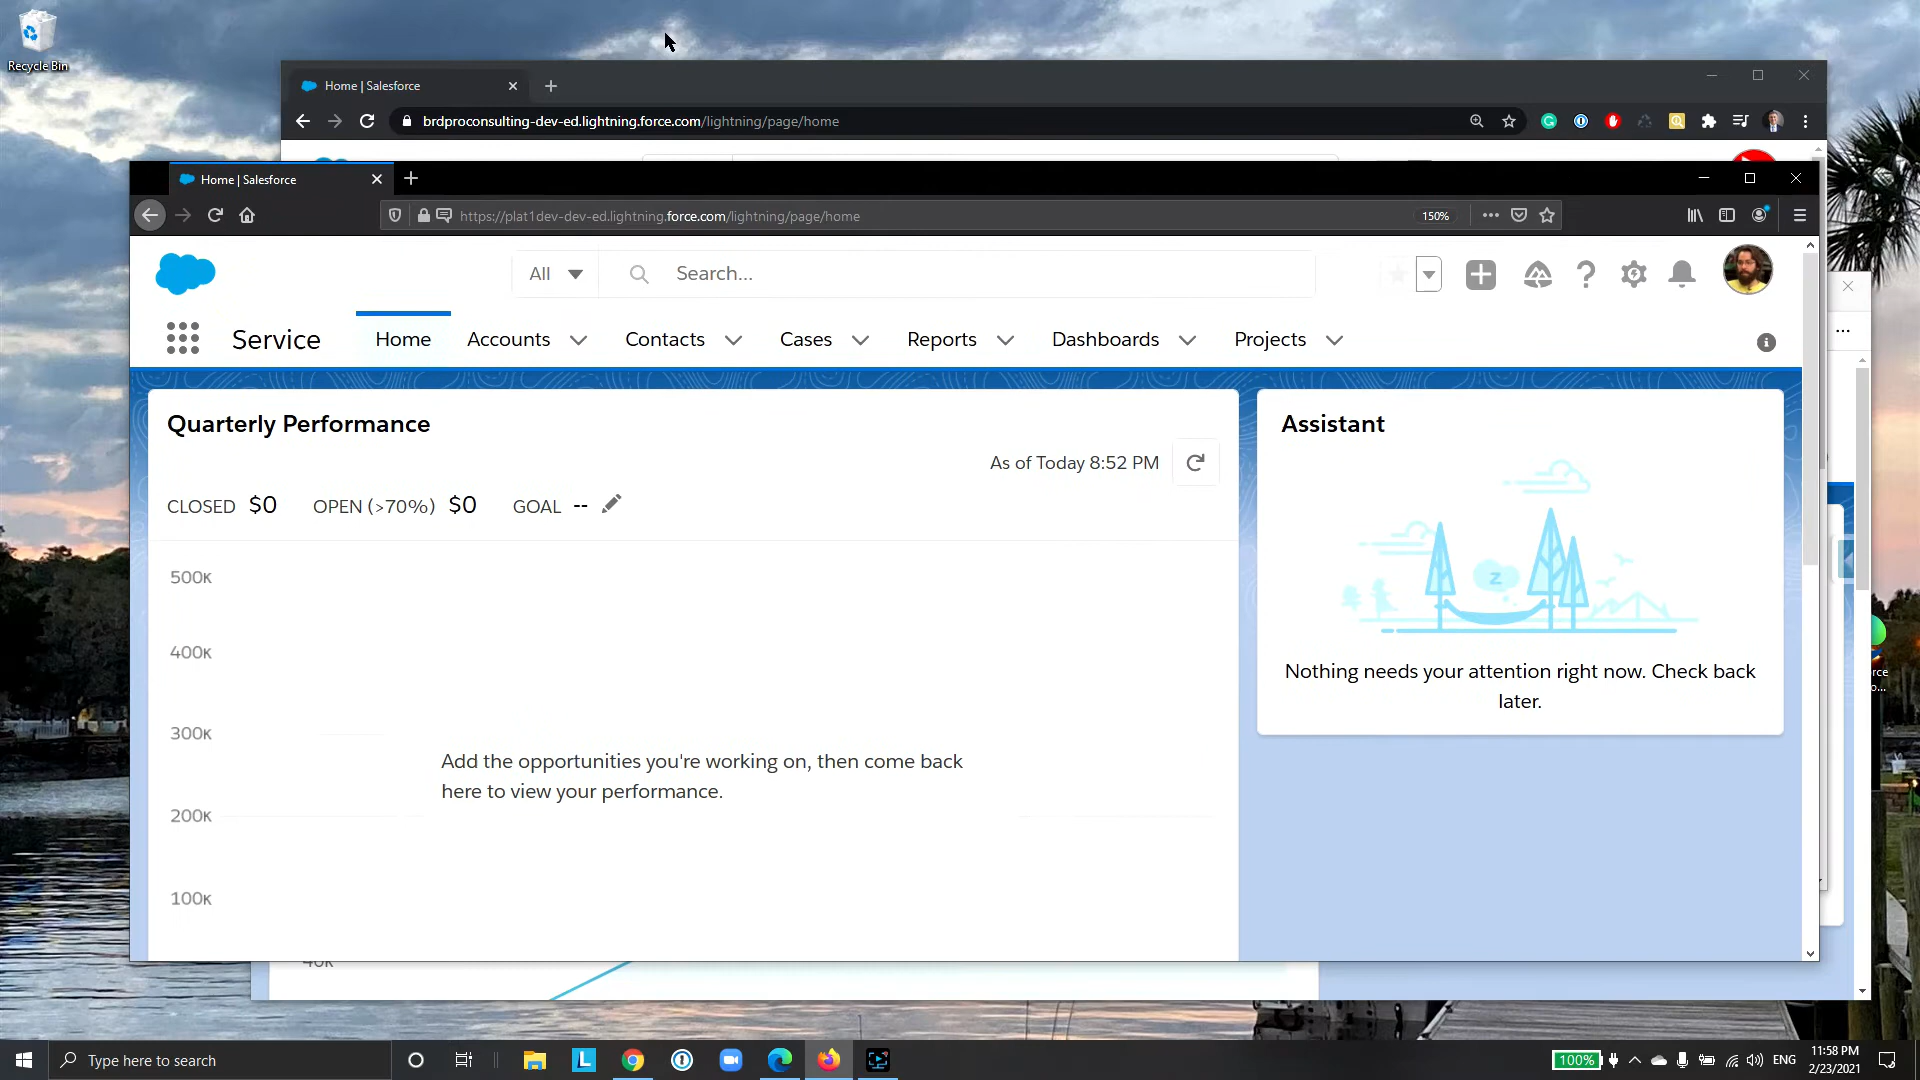 Recycle Bin
Home | Salesforce
brdproconsulting-dev-ed.lightning.force.com/lightning/page/home
Home | Salesforce
https://plat1dev-dev-ed.lightning.force.com/lightning/page/home
150%
All
Search...
Service
Home
Accounts
Contacts
Cases
Reports
Dashboards
Projects
Quarterly Performance
As of Today 8:52 PM
CLOSED $0 OPEN (>70%) $0 GOAL --
500K
400K
300K
200K
100K
Add the opportunities you're working on, then come back
here to view your performance.
Assistant
z
Nothing needs your attention right now. Check back
later.
Type here to search
L
100%
ENG
11:58 PM
2/23/2021